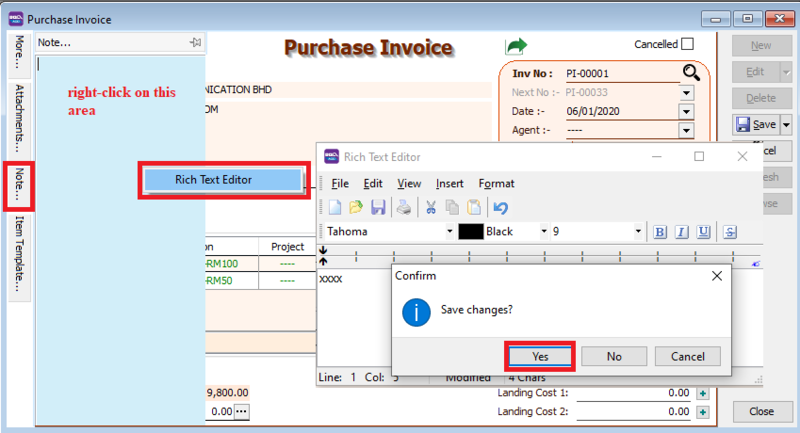 Purchase Invoice
More...
Attachments...
Note...
Item Template...
Note...
right-click on this
area
Rich Text Editor
Purchase Invoice
Cancelled
NICATION BHD
OM
Inv No : PI-00001
Next No :- PI-00033
Date :- 06/01/2020
Agent :- ----
New
Edit
Delete
Save
Project
RM100 ----
RM50 ----
9,800.00
0.00
Rich Text Editor
File Edit View Insert Format
Tahoma Black 9 B I U S
xxxx
Confirm
Save changes?
Yes No Cancel
Line: 1 Col: 5 Modified 4 Chars
Landing Cost 1: 0.00
Landing Cost 2: 0.00
Close